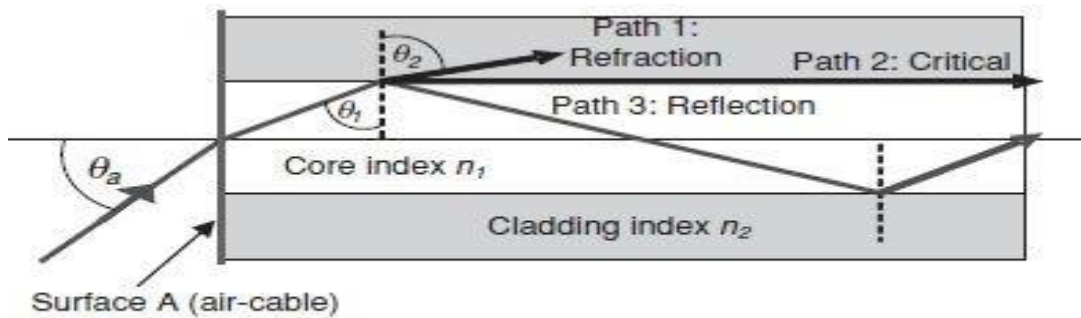 Path 1:
θ2
Refraction
Path 2: Critical
θ1
Path 3: Reflection
θa
Core index n1
Cladding index n2
Surface A (air-cable)